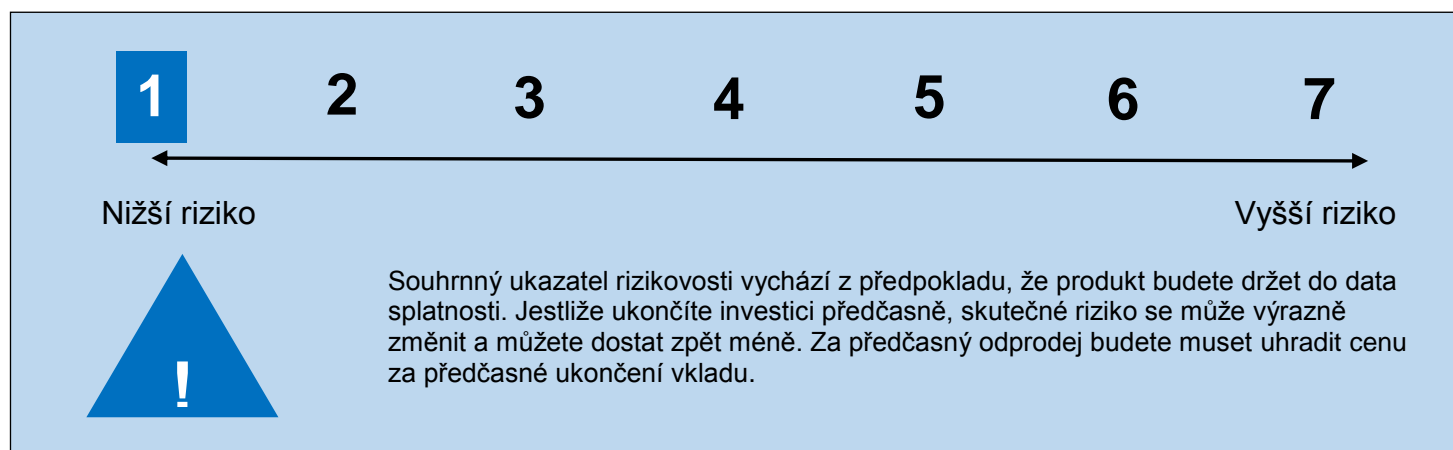 1 2 3 4 5 6 7
Nižší riziko Vyšší riziko
Souhrnný ukazatel rizikovosti vychází z předpokladu, že produkt budete držet do data
splatnosti. Jestliže ukončíte investici předčasně, skutečné riziko se může výrazně
změnit a můžete dostat zpět méně. Za předčasný odprodej budete muset uhradit cenu
za předčasné ukončení vkladu.
!